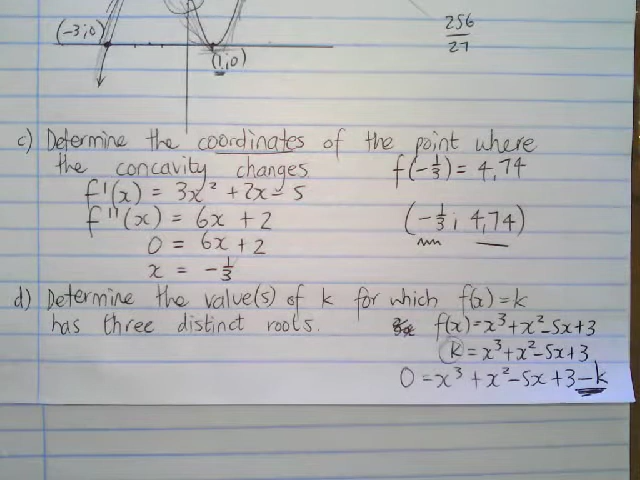 (-3;0)
256
27
(1;0)
c) Determine the coordinates of the point where
the concavity changes
f(-1/3) = 4,74
f'(x) = 3x² + 2x - 5
f''(x) = 6x + 2
(-1/3; 4,74)
0 = 6x + 2
x = -1/3
d) Determine the value(s) of k for which f(x) = k
has three distinct roots.
f(x) = x³ + x² - 5x + 3
k = x³ + x² - 5x + 3
0 = x³ + x² - 5x + 3 - k